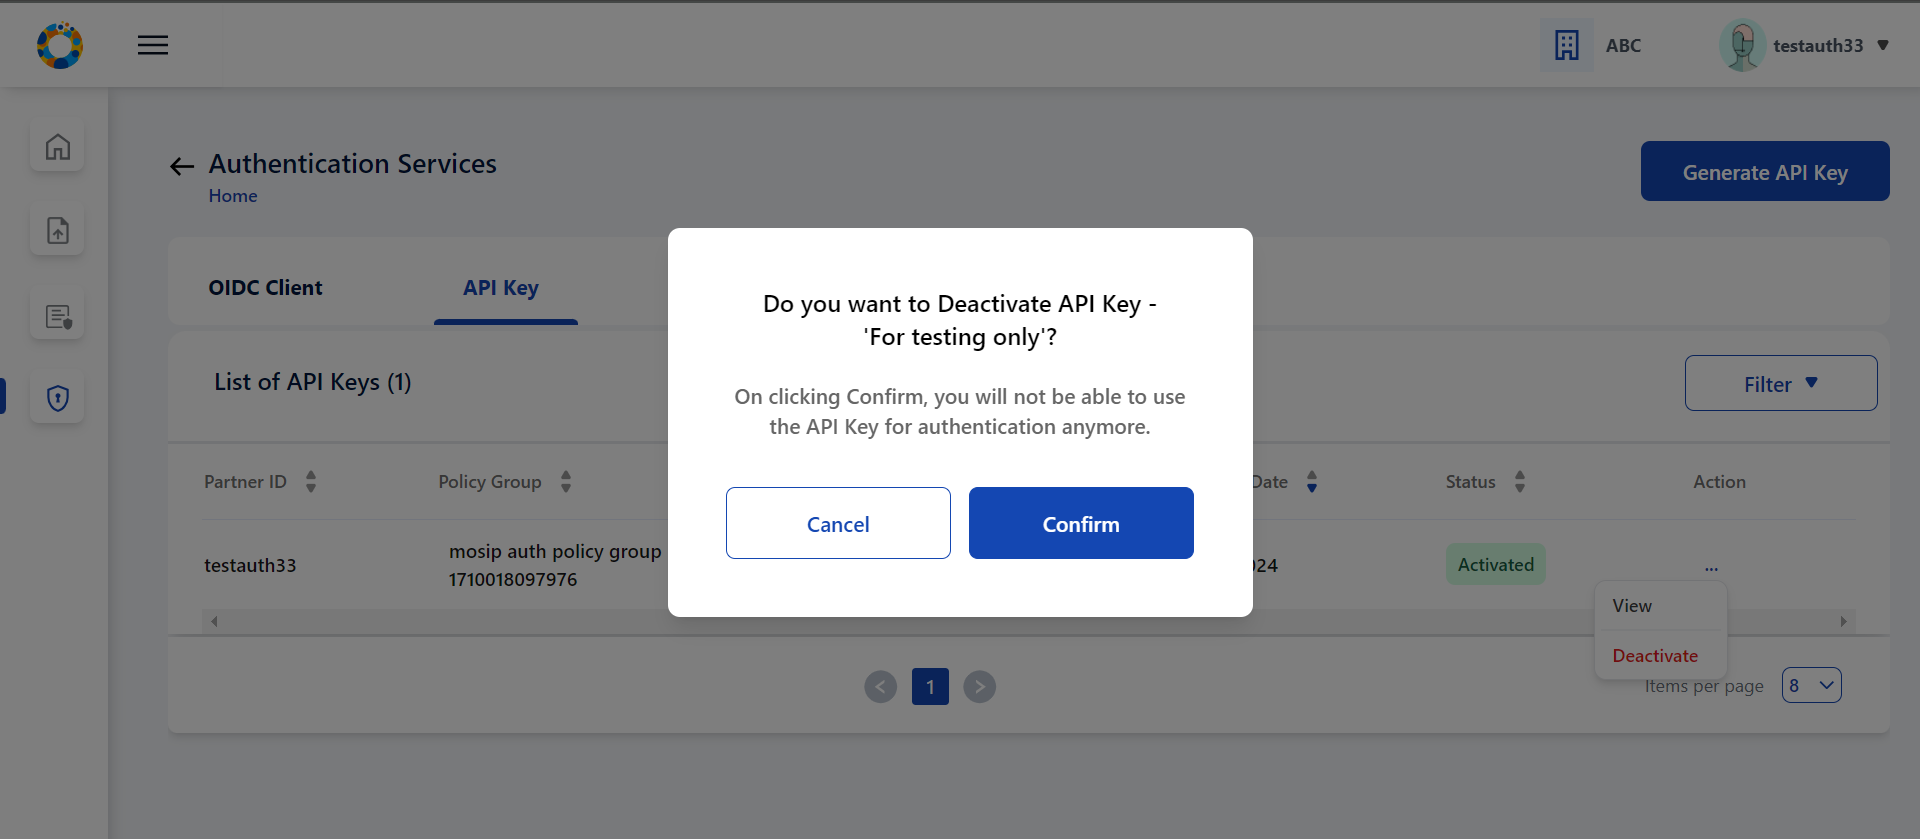 ABC
testauth33
Authentication Services
Home
Generate API Key
OIDC Client
API Key
Do you want to Deactivate API Key -
'For testing only'?
On clicking Confirm, you will not be able to use
the API Key for authentication anymore.
Cancel
Confirm
List of API Keys (1)
Filter
Partner ID
Policy Group
Date
Status
Action
testauth33
mosip auth policy group
1710018097976
024
Activated
...
View
Deactivate
< 1 >
Items per page
8